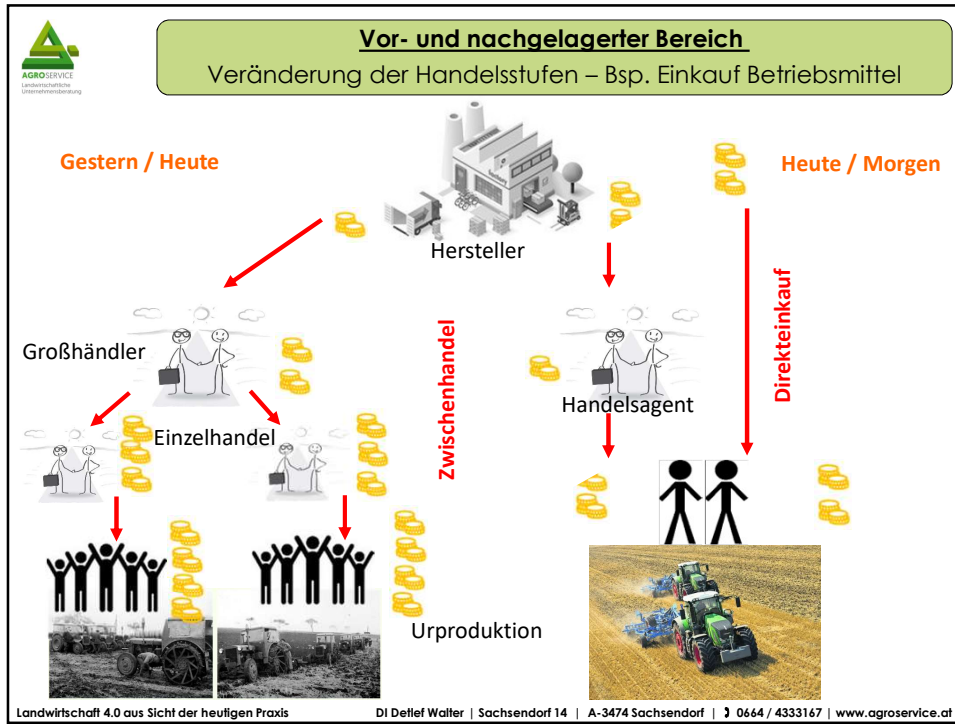 AGROSERVICE
Landwirtschaftliche
Unternehmensberatung
Vor- und nachgelagerter Bereich
Veränderung der Handelsstufen – Bsp. Einkauf Betriebsmittel
Gestern / Heute
Heute / Morgen
factory
Hersteller
Großhändler
Zwischenhandel
Handelsagent
Direkteinkauf
Einzelhandel
Urproduktion
Landwirtschaft 4.0 aus Sicht der heutigen Praxis
DI Detlef Walter | Sachsendorf 14 | A-3474 Sachsendorf | 0664 / 4333167 | www.agroservice.at